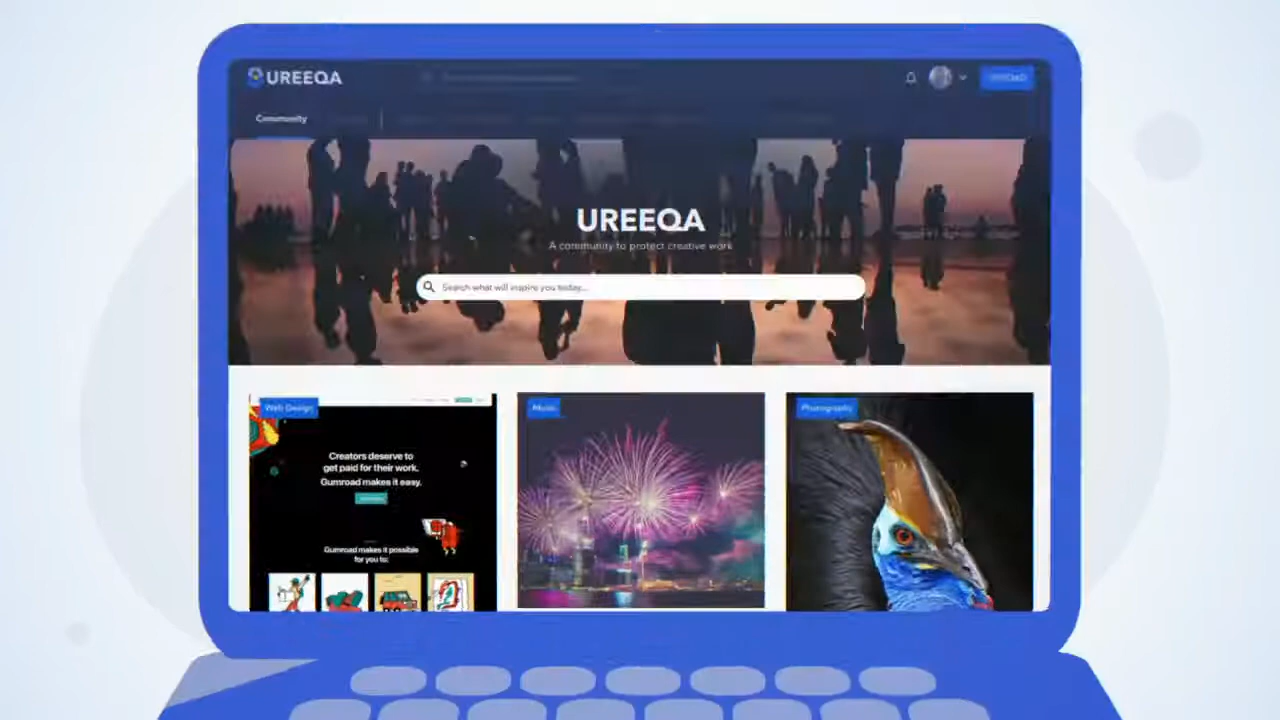 UREEQA
Community
UREEQA
A community to protect creative work
Search what will inspire you today...
Web Design
Music
Photography
Creators deserve to
get paid for their work.
Gumroad makes it easy.
Gumroad makes it possible
for you to: